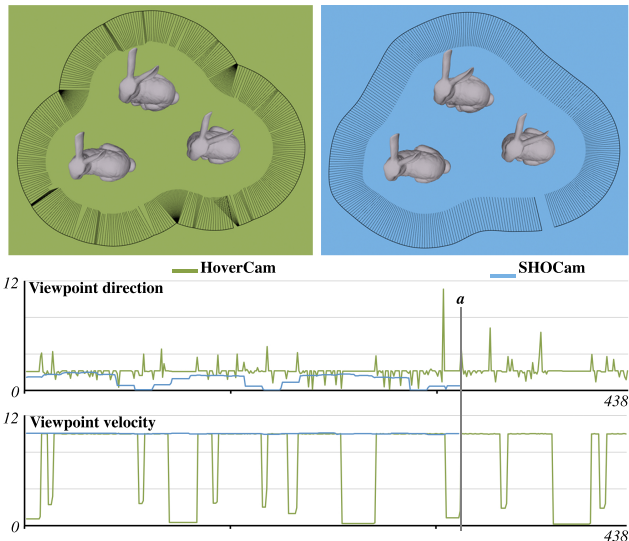 HoverCam SHOCam
12 Viewpoint direction
a
0 438
12 Viewpoint velocity
0 438